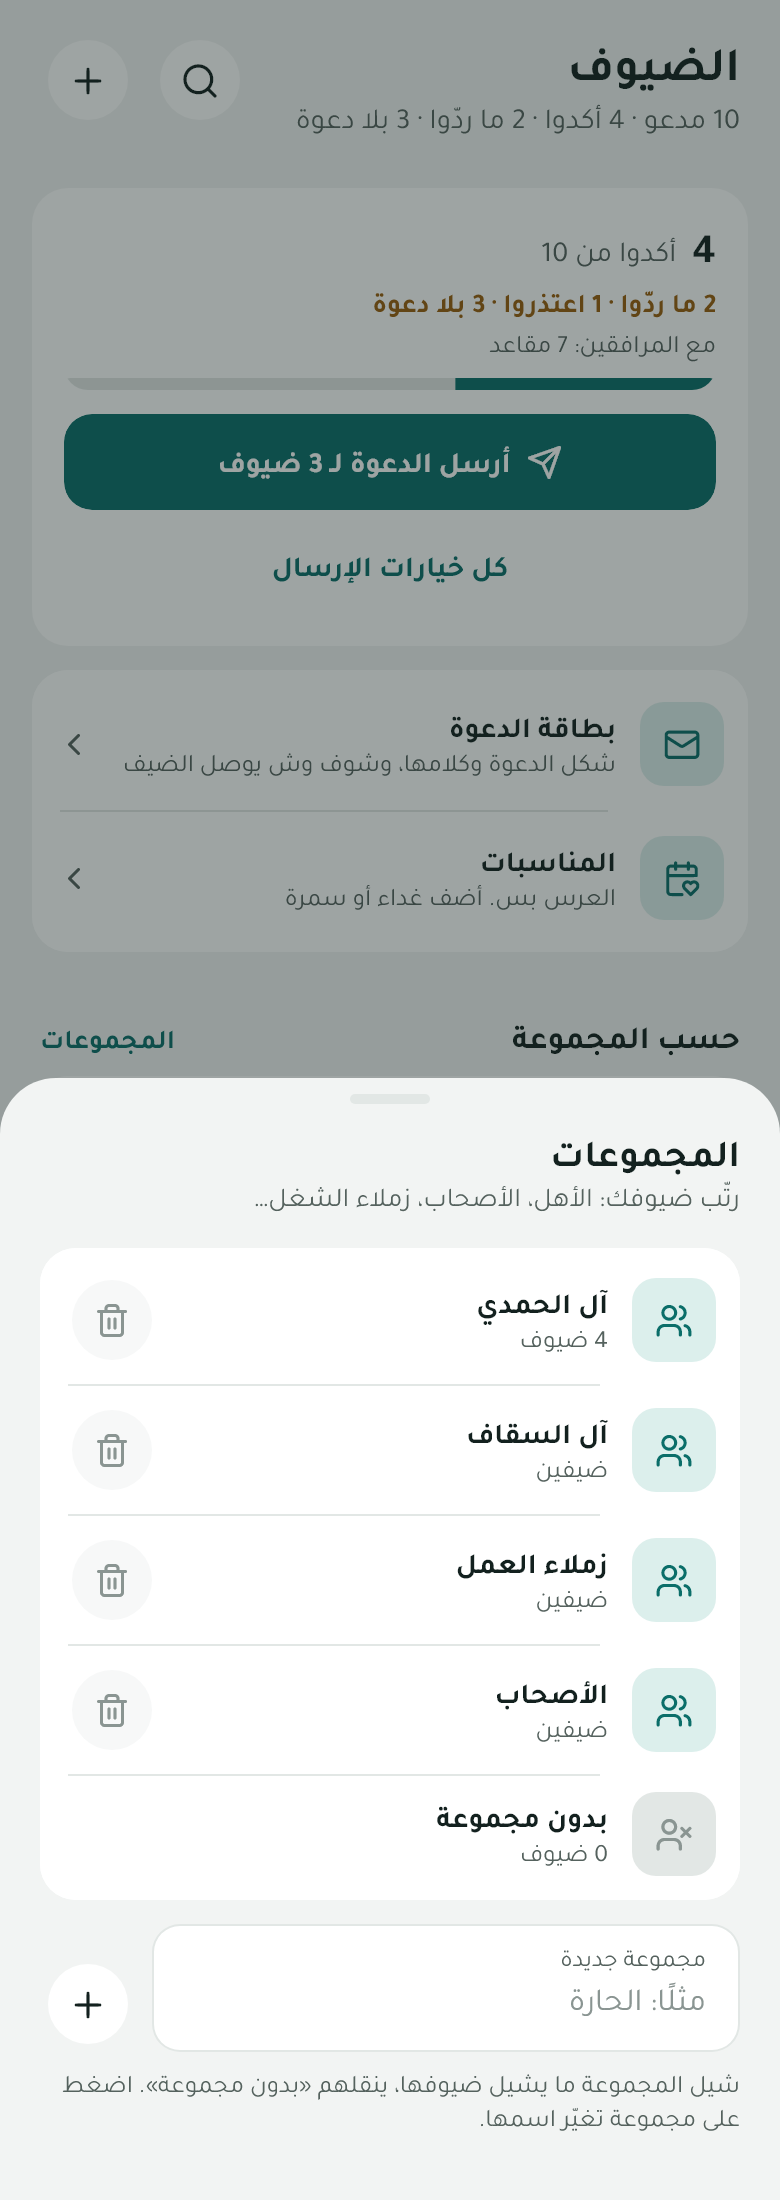 الضيوف
10 مدعو · 4 أكدوا · 2 ما ردّوا · 3 بلا دعوة
4 أكدوا من 10
2 ما ردّوا · 1 اعتذروا · 3 بلا دعوة
مع المرافقين: 7 مقاعد
أرسل الدعوة لـ 3 ضيوف
كل خيارات الإرسال
بطاقة الدعوة
شكل الدعوة وكلامها، وشوف وش يوصل الضيف
المناسبات
العرس بس. أضف غداء أو سمرة
حسب المجموعة
المجموعات
المجموعات
رتّب ضيوفك: الأهل، الأصحاب، زملاء الشغل…
آل الحمدي
4 ضيوف
آل السقاف
ضيفين
زملاء العمل
ضيفين
الأصحاب
ضيفين
بدون مجموعة
0 ضيوف
مجموعة جديدة
مثلًا: الحارة
شيل المجموعة ما يشيل ضيوفها، ينقلهم «بدون مجموعة». اضغط
على مجموعة تغيّر اسمها.